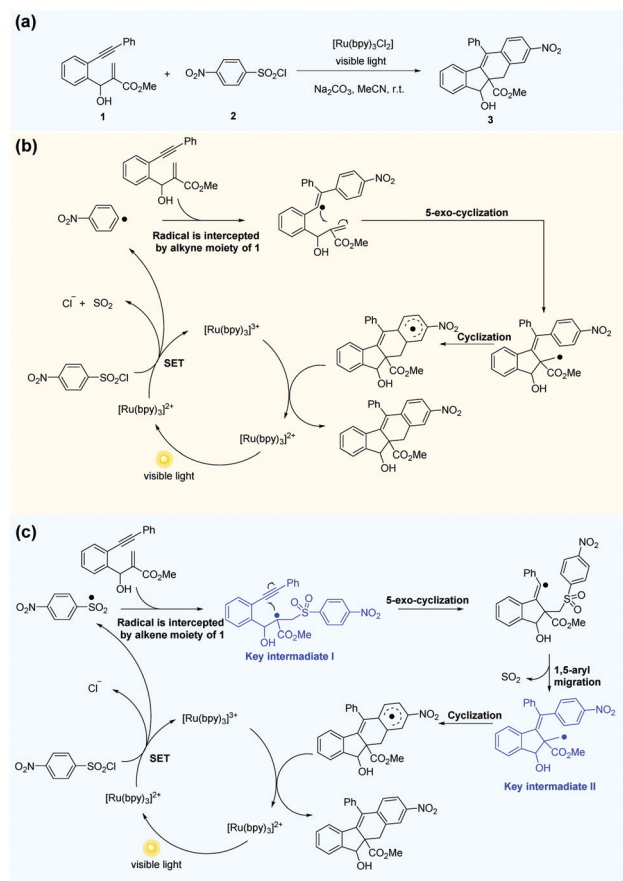 (a)
Ph
OMe
O
OH
1
+
O₂N
SO₂Cl
2
[Ru(bpy)₃Cl₂]
visible light
Na₂CO₃, MeCN, r.t.
Ph
NO₂
CO₂Me
HO
3
(b)
Ph
OMe
O
OH
O₂N
Radical is intercepted
by alkyne moiety of 1
Ph
NO₂
CO₂Me
OH
5-exo-cyclization
Cl⁻ + SO₂
O₂N
SO₂Cl
SET
[Ru(bpy)₃]³⁺
[Ru(bpy)₃]²⁺
[Ru(bpy)₃]²⁺
visible light
Ph
NO₂
CO₂Me
OH
Cyclization
Ph
NO₂
CO₂Me
OH
Ph
NO₂
CO₂Me
OH
(c)
Ph
OMe
O
OH
O₂N
SO₂
Radical is intercepted
by alkene moiety of 1
Ph
O
S
O
NO₂
CO₂Me
OH
Key intermadiate I
5-exo-cyclization
NO₂
Ph
S
O
O
CO₂Me
OH
SO₂
1,5-aryl
migration
Cl⁻
O₂N
SO₂Cl
SET
[Ru(bpy)₃]³⁺
[Ru(bpy)₃]²⁺
[Ru(bpy)₃]²⁺
visible light
Ph
NO₂
CO₂Me
OH
Cyclization
Ph
NO₂
CO₂Me
OH
Key intermadiate II
Ph
NO₂
CO₂Me
OH